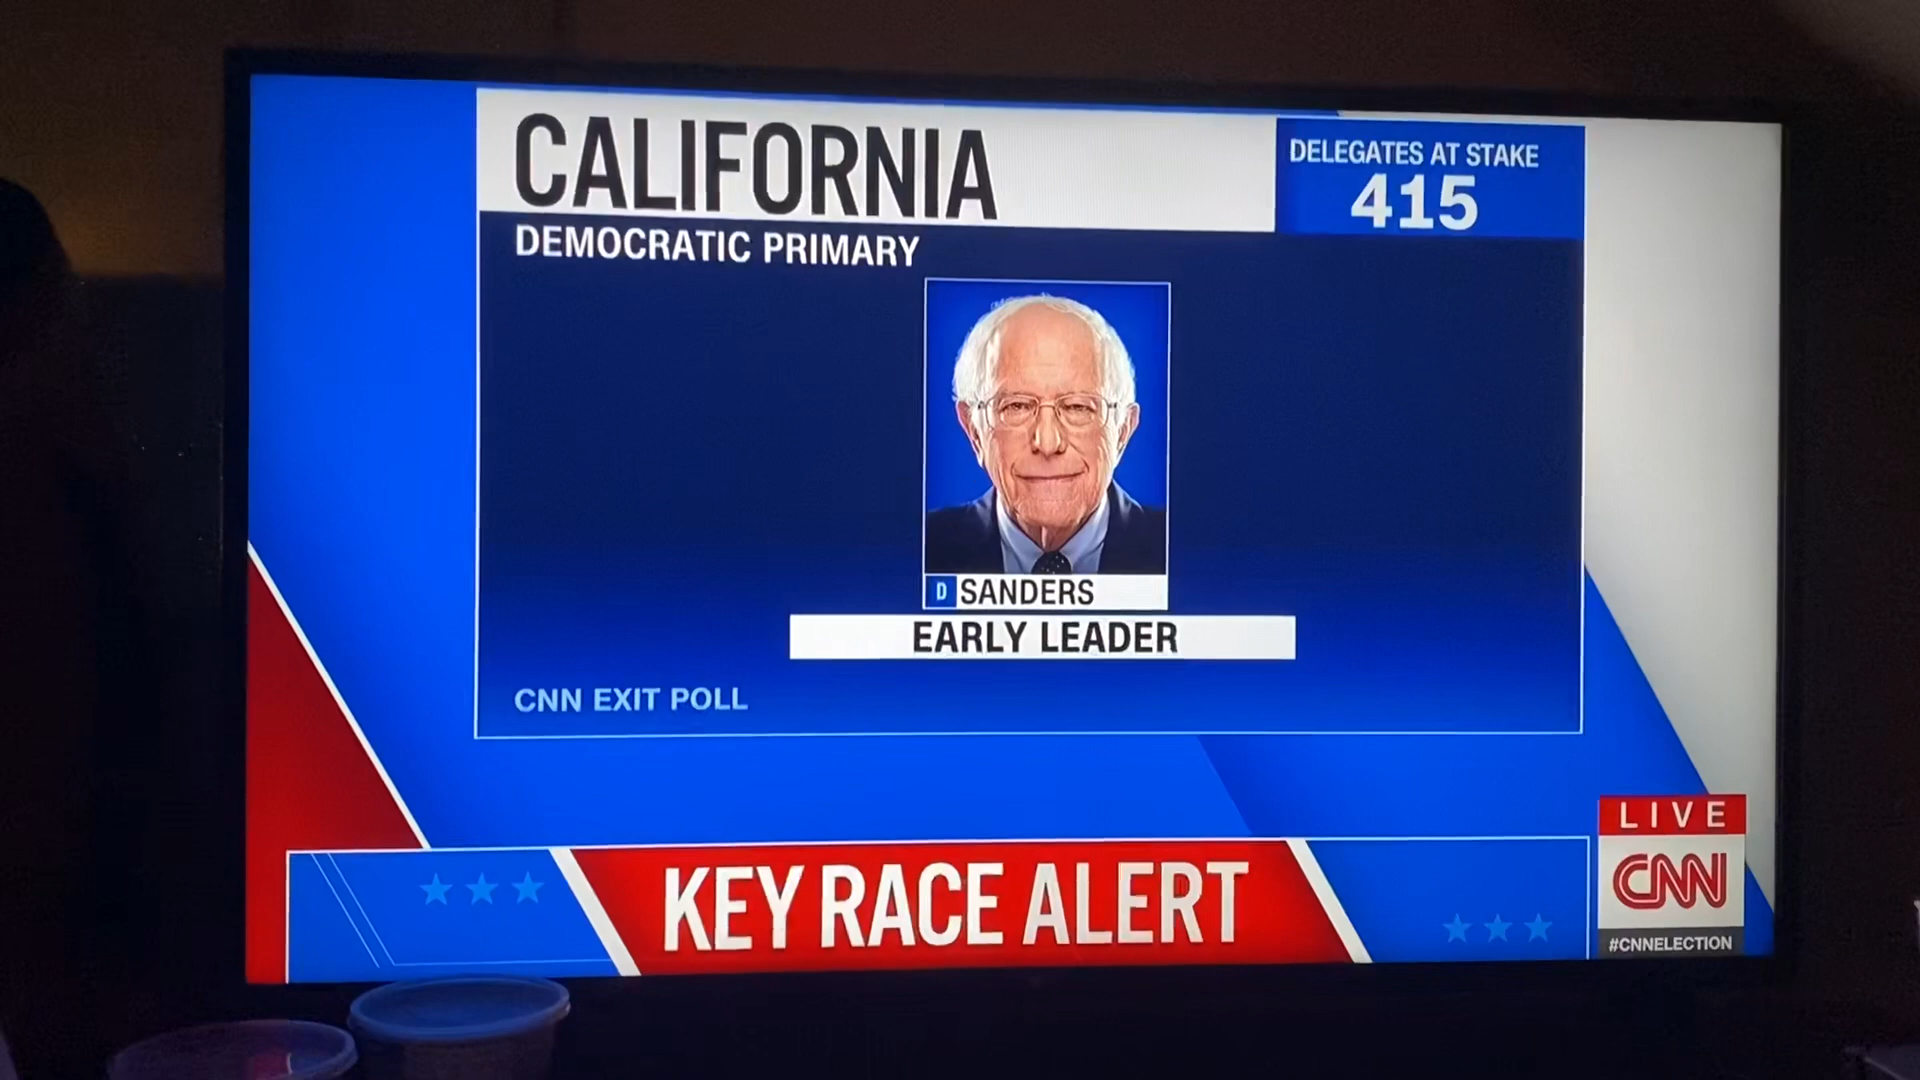 CALIFORNIA
DELEGATES AT STAKE
415
DEMOCRATIC PRIMARY
D SANDERS
EARLY LEADER
CNN EXIT POLL
KEY RACE ALERT
LIVE
CNN
#CNNELECTION